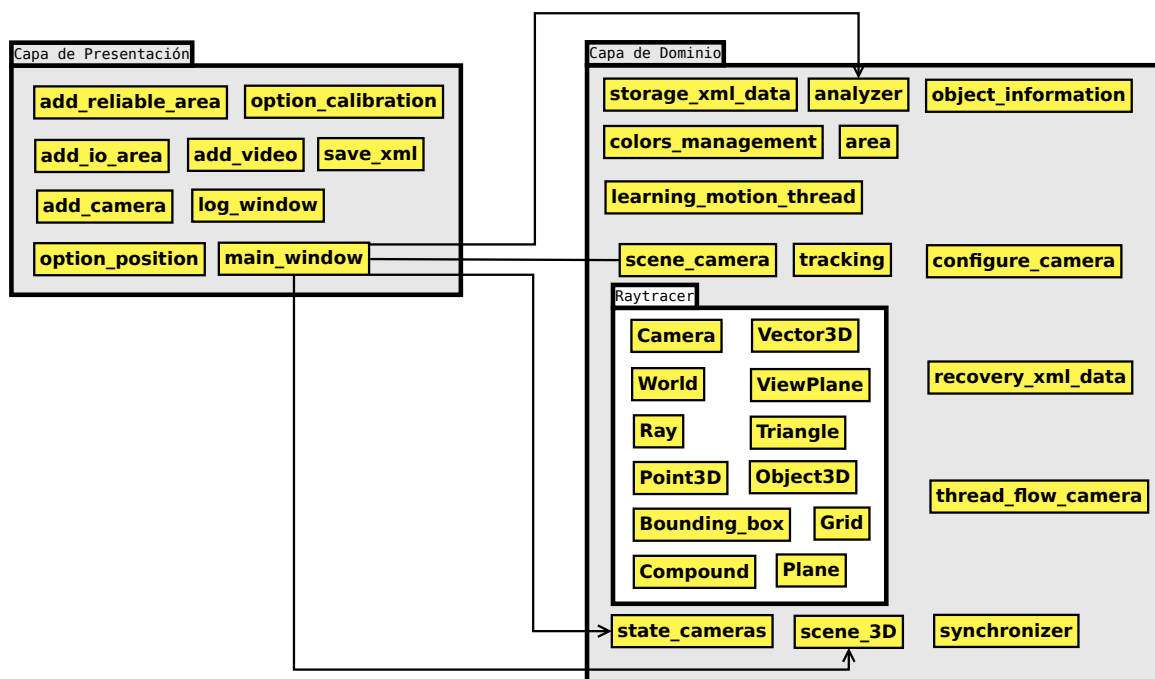 Capa de Presentación
add_reliable_area option_calibration
add_io_area add_video save_xml
add_camera log_window
option_position main_window
Capa de Dominio
storage_xml_data analyzer object_information
colors_management area
learning_motion_thread
scene_camera tracking configure_camera
Raytracer
Camera Vector3D
World ViewPlane
Ray Triangle
Point3D Object3D
Bounding_box Grid
Compound Plane
recovery_xml_data
thread_flow_camera
state_cameras scene_3D synchronizer